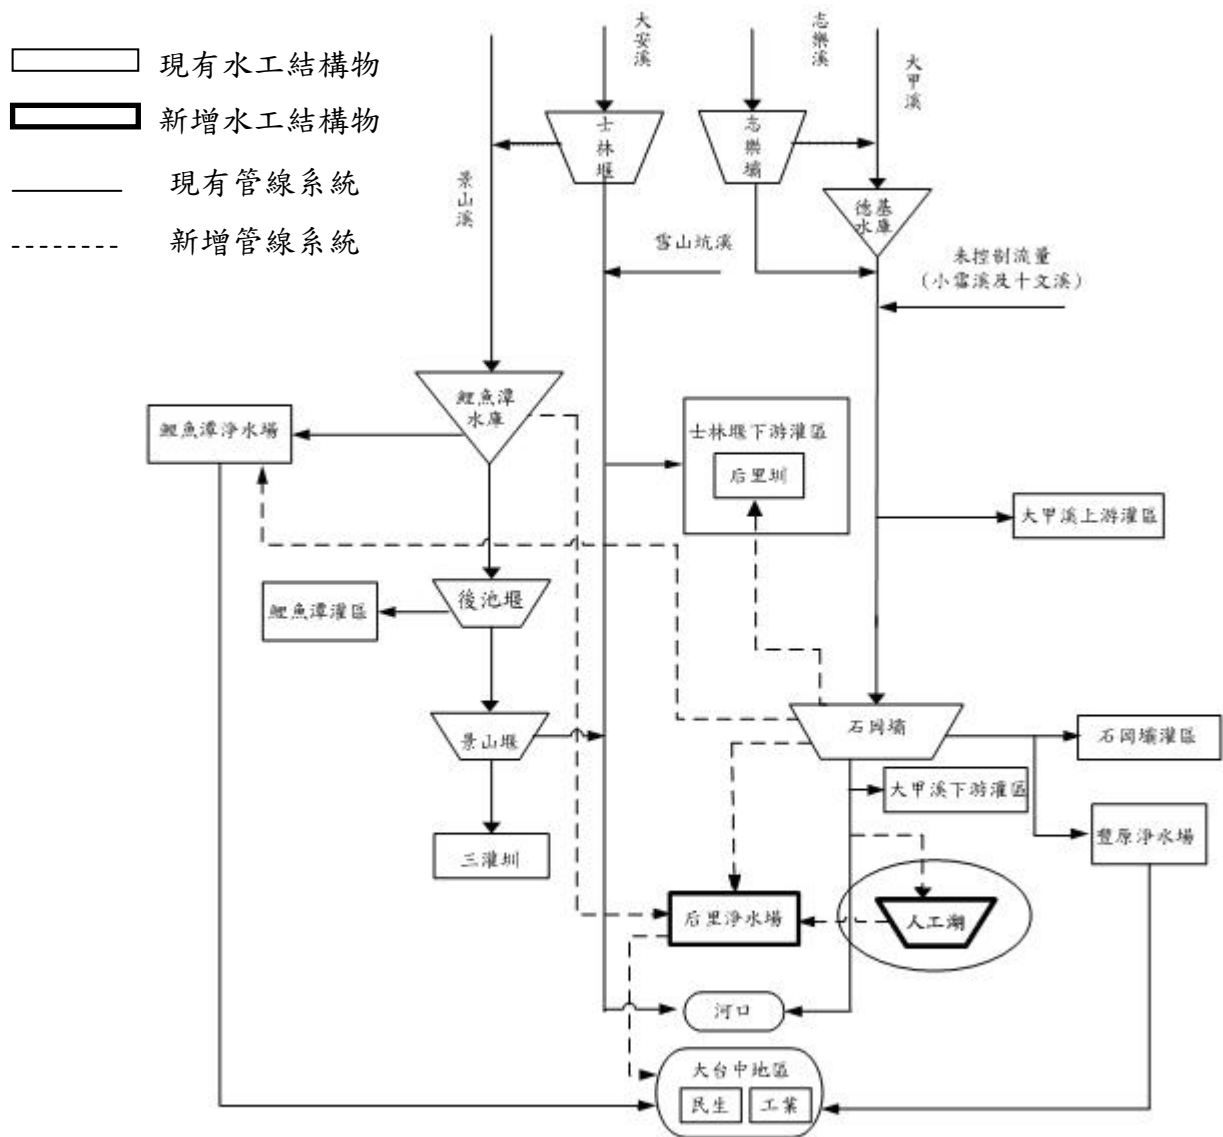 現有水工結構物
新增水工結構物
現有管線系統
新增管線系統
大安溪
志樂溪
大甲溪
士林堰
志樂壩
景山溪
德基
水庫
雪山坑溪
未控制流量
(小雪溪及十文溪)
鯉魚潭
水庫
鯉魚潭淨水場
士林堰下游灌區
后里圳
大甲溪上游灌區
後池堰
鯉魚潭灌區
石岡壩
景山堰
石岡壩灌區
大甲溪下游灌區
豐原淨水場
三灌圳
后里淨水場
人工湖
河口
大台中地區
民生
工業